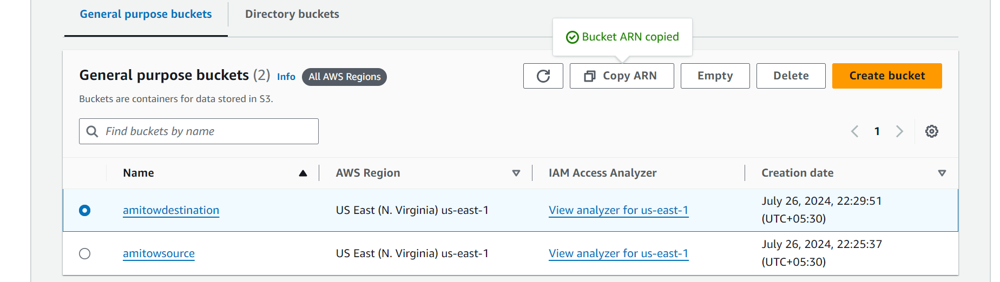 General purpose buckets Directory buckets
Bucket ARN copied
General purpose buckets (2) Info All AWS Regions Copy ARN Empty Delete Create bucket
Buckets are containers for data stored in S3.
Find buckets by name 1
Name AWS Region IAM Access Analyzer Creation date
amitowdestination US East (N. Virginia) us-east-1 View analyzer for us-east-1 July 26, 2024, 22:29:51
(UTC+05:30)
amitowsource US East (N. Virginia) us-east-1 View analyzer for us-east-1 July 26, 2024, 22:25:37
(UTC+05:30)